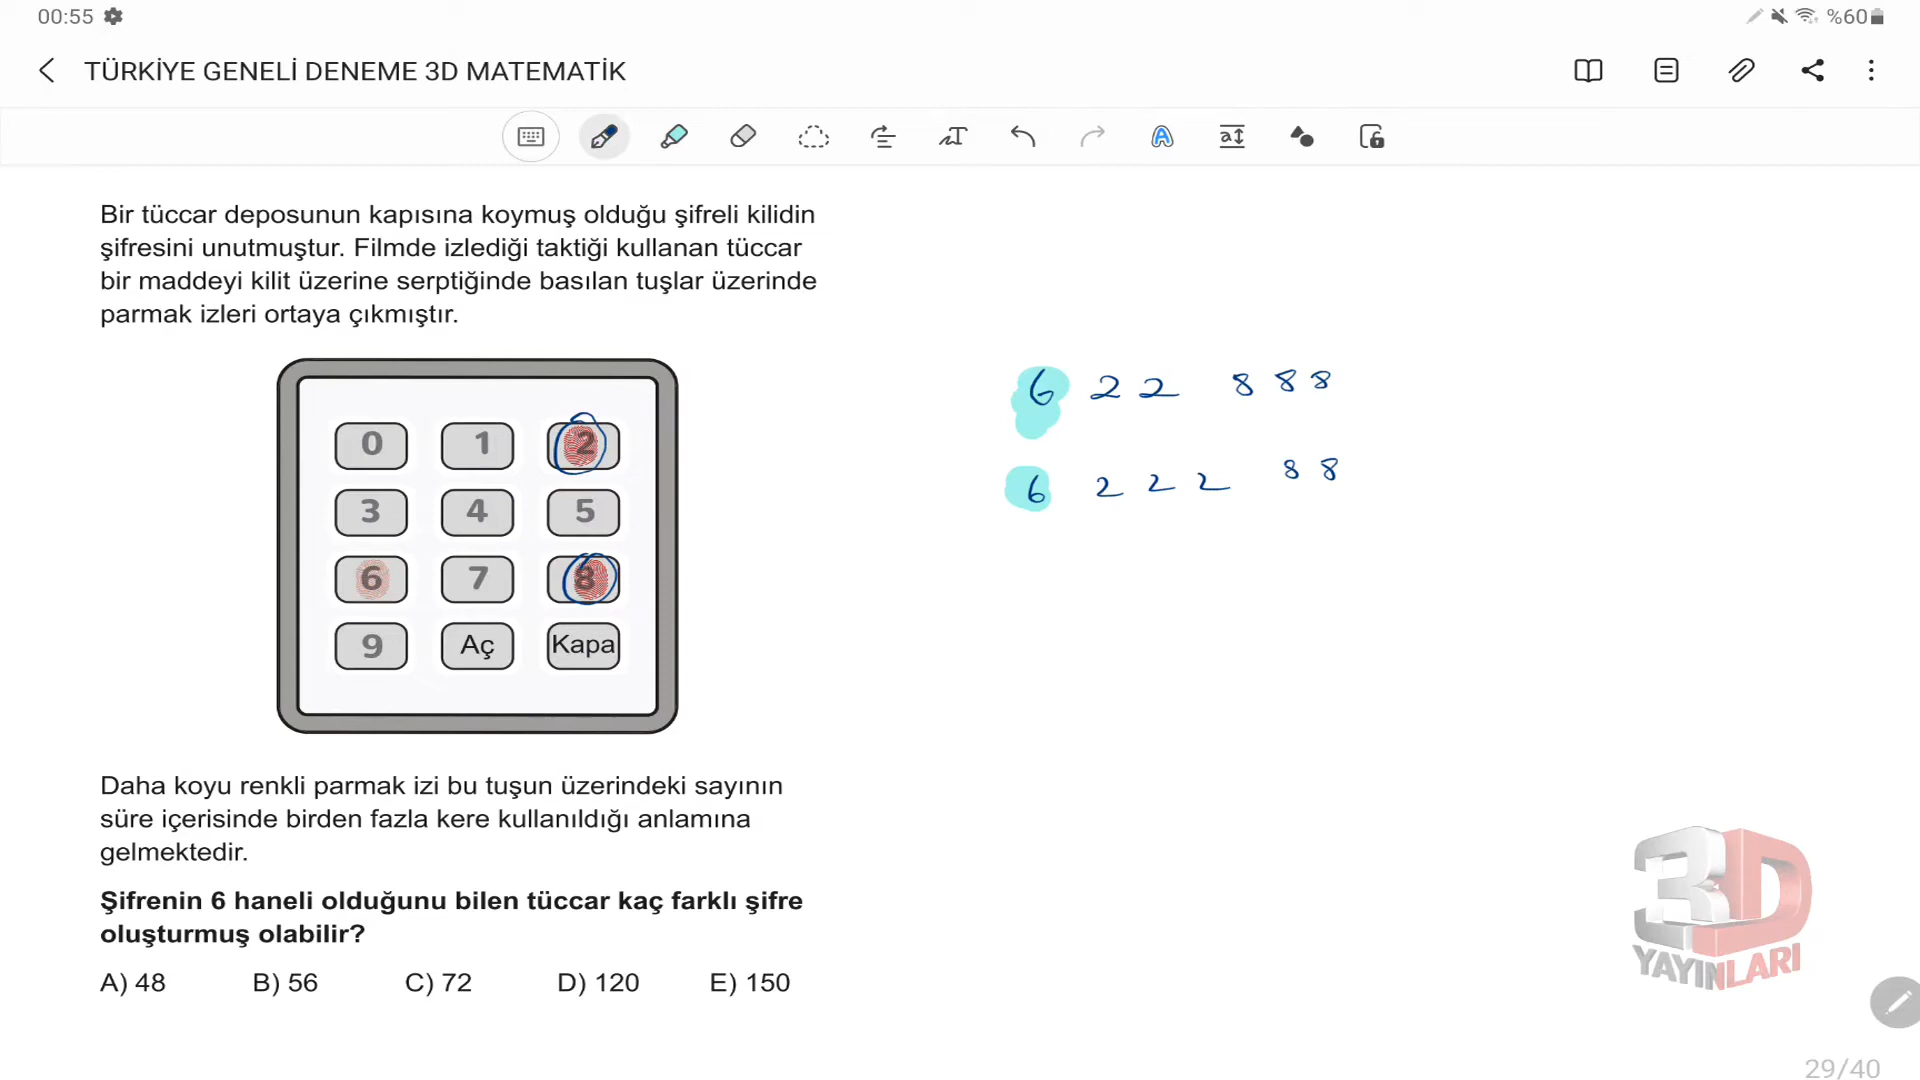 00:55
%60
TÜRKİYE GENELİ DENEME 3D MATEMATİK
Bir tüccar deposunun kapısına koymuş olduğu şifreli kilidin
şifresini unutmuştur. Filmde izlediği taktiği kullanan tüccar
bir maddeyi kilit üzerine serptiğinde basılan tuşlar üzerinde
parmak izleri ortaya çıkmıştır.
0 1 2
3 4 5
6 7 8
9 Aç Kapa
Daha koyu renkli parmak izi bu tuşun üzerindeki sayının
süre içerisinde birden fazla kere kullanıldığı anlamına
gelmektedir.
Şifrenin 6 haneli olduğunu bilen tüccar kaç farklı şifre
oluşturmuş olabilir?
A) 48 B) 56 C) 72 D) 120 E) 150
6 2 2 8 8 8
6 2 2 2 8 8
3D
YAYINLARI
29/40